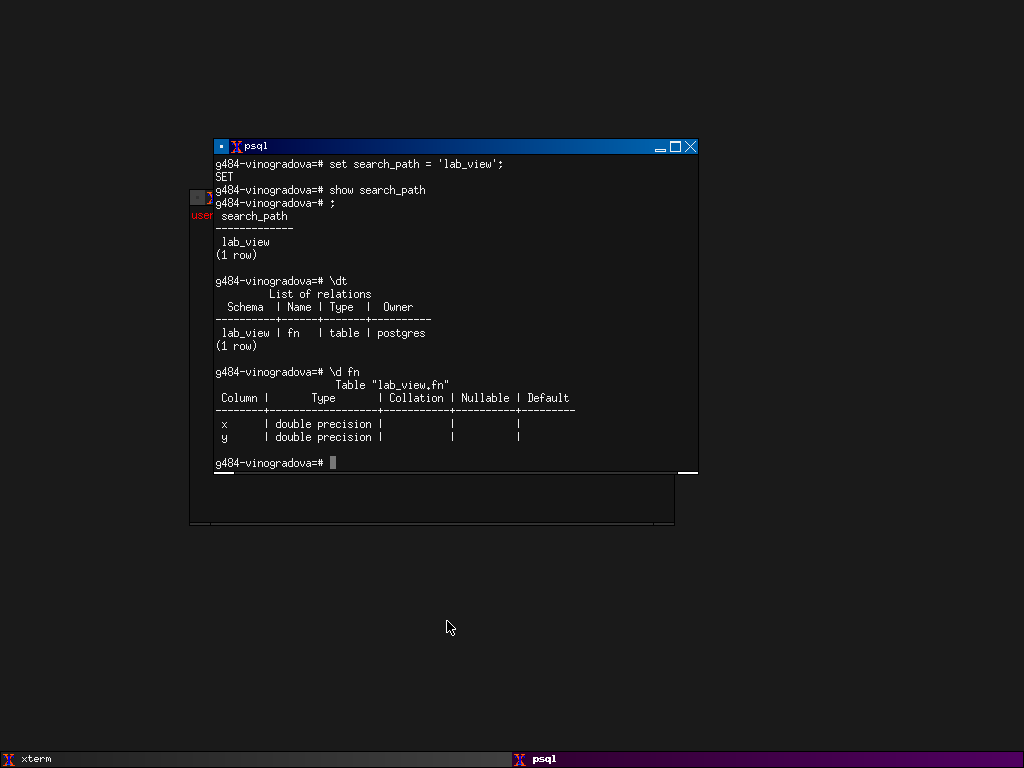 psql
g484-vinogradova=# set search_path = 'lab_view';
SET
g484-vinogradova=# show search_path
g484-vinogradova-# ;
 search_path
-------------
 lab_view
(1 row)
g484-vinogradova=# \dt
         List of relations
  Schema  | Name | Type  |  Owner
----------+------+-------+----------
 lab_view | fn   | table | postgres
(1 row)
g484-vinogradova=# \d fn
                    Table "lab_view.fn"
 Column |       Type       | Collation | Nullable | Default
--------+------------------+-----------+----------+---------
 x      | double precision |           |          |
 y      | double precision |           |          |
g484-vinogradova=#
user
xterm
psql